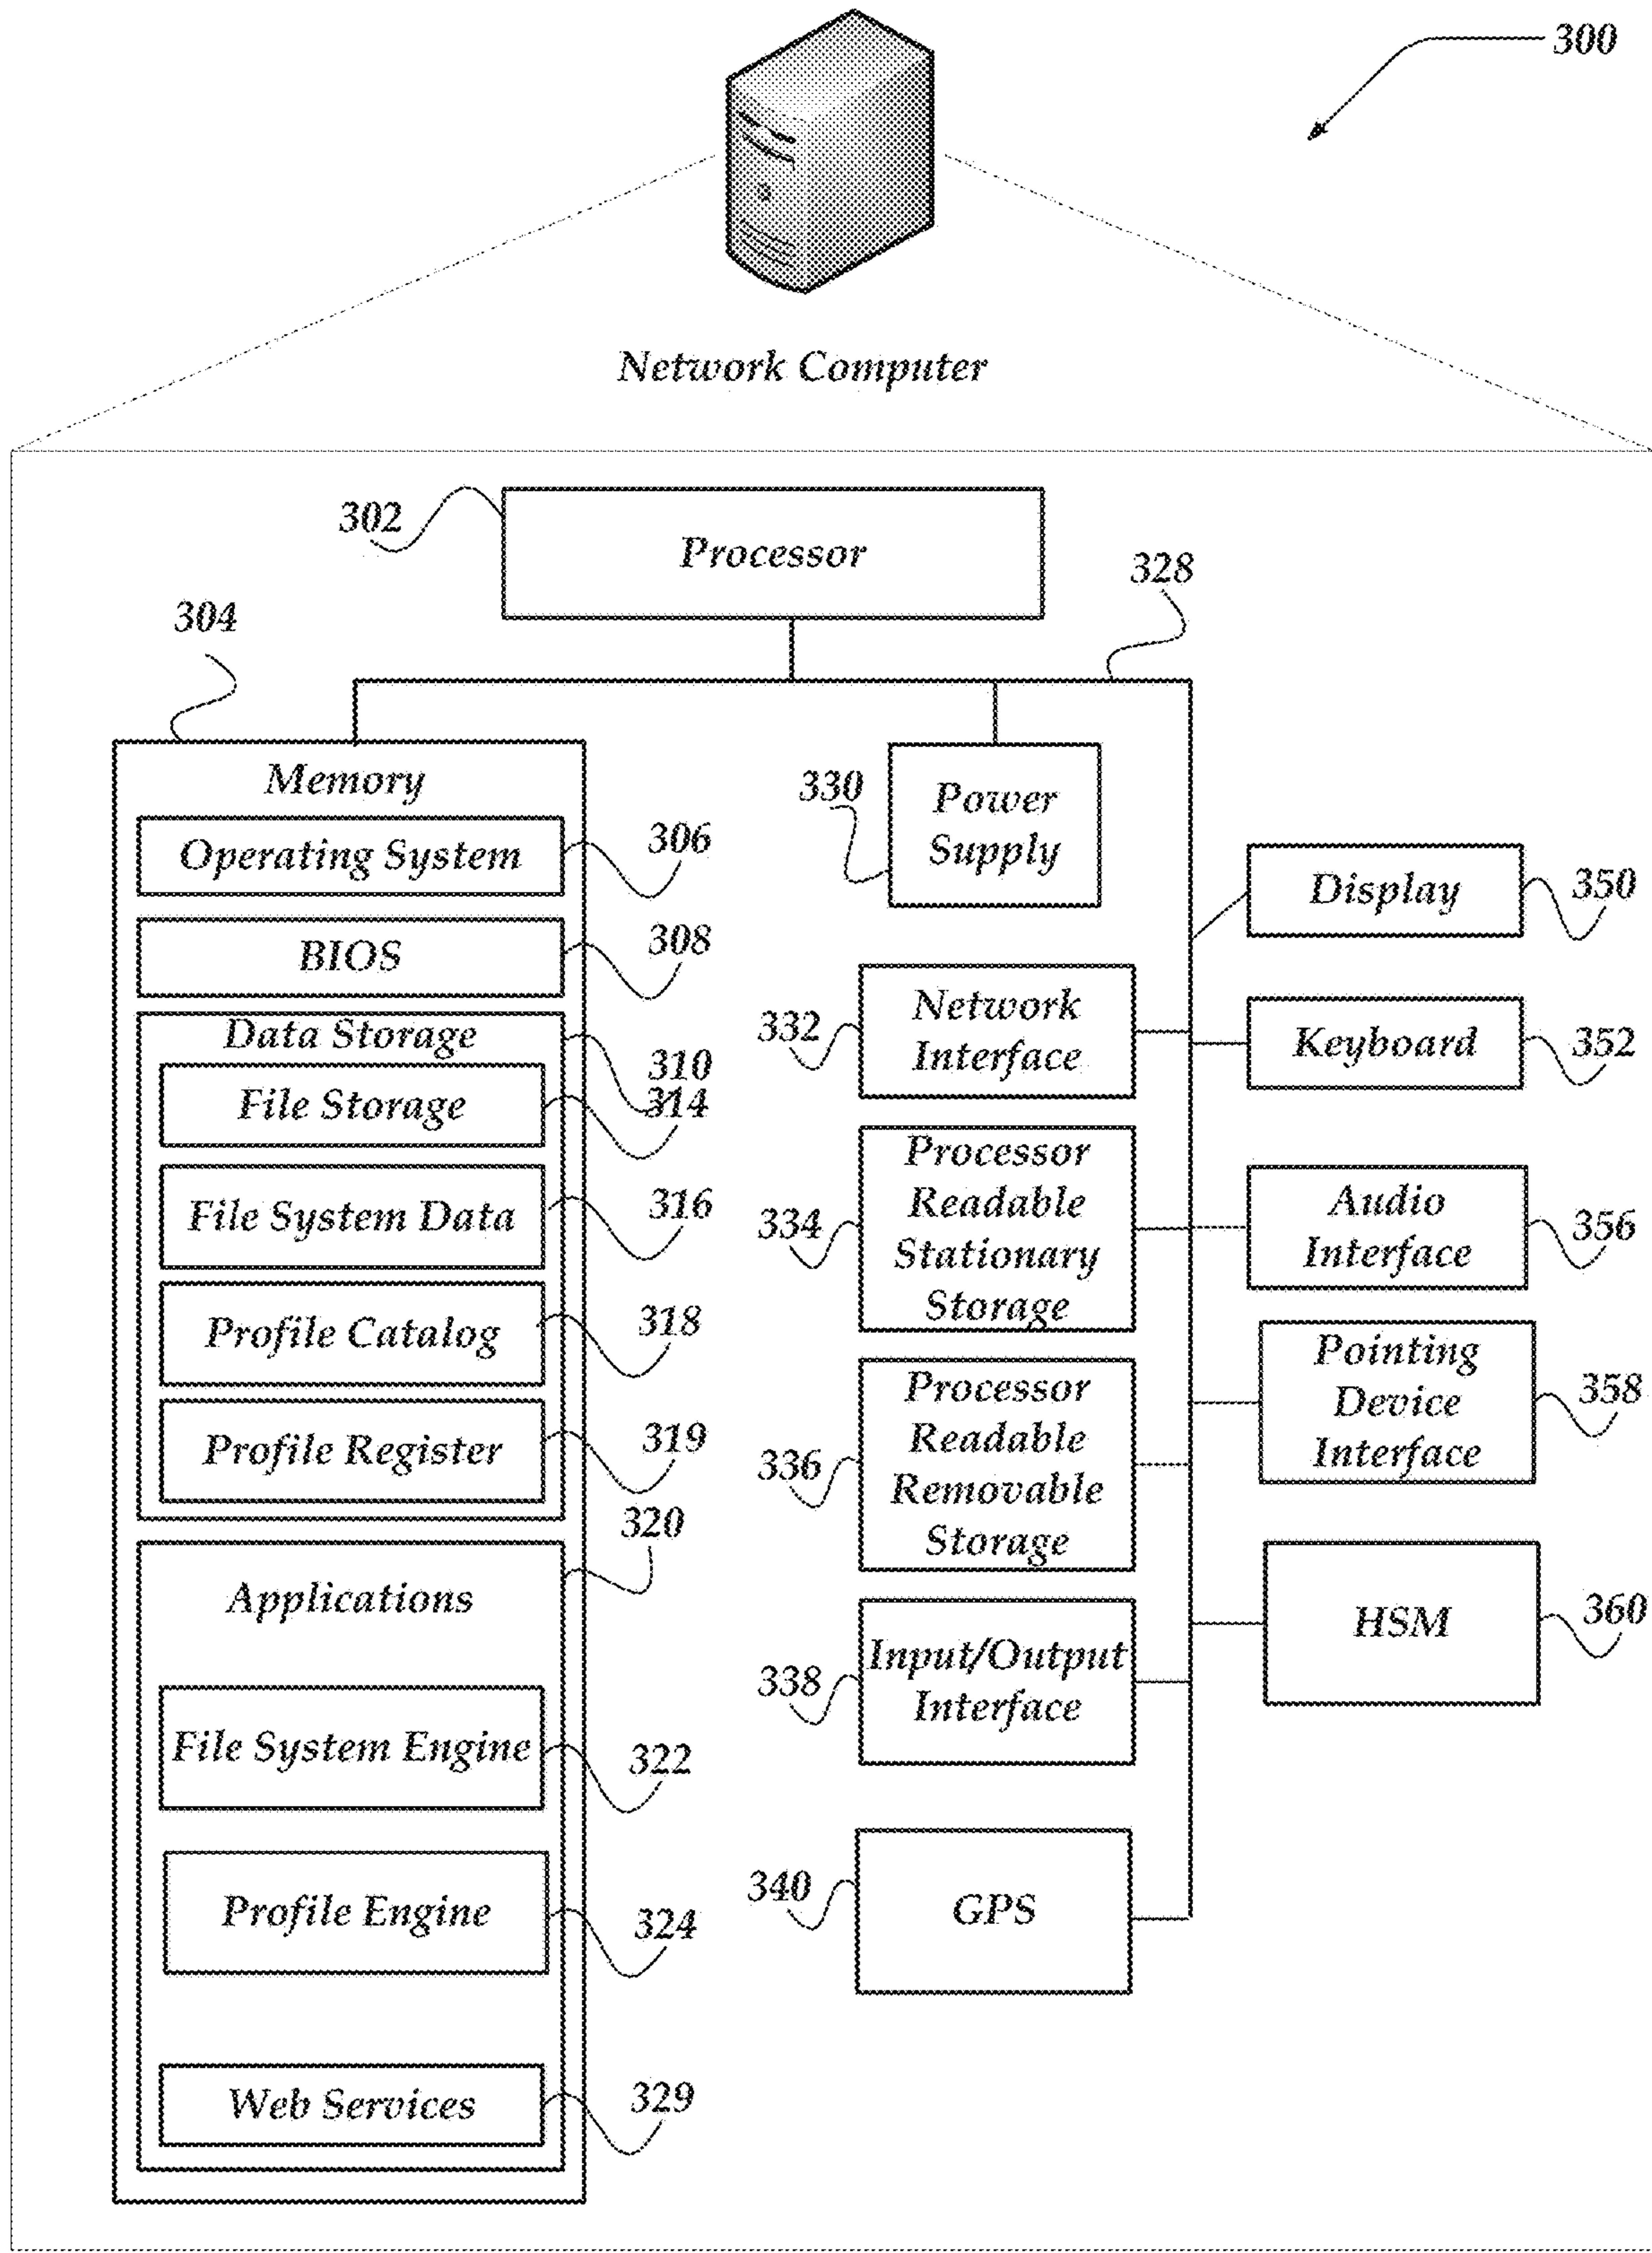 300
Network Computer
302
Processor
328
304
Memory
Operating System
306
BIOS
308
Data Storage
310
File Storage
314
File System Data
316
Profile Catalog
318
Profile Register
319
320
Applications
File System Engine
322
Profile Engine
324
Web Services
329
330
Power
Supply
332
Network
Interface
334
Processor
Readable
Stationary
Storage
336
Processor
Readable
Removable
Storage
338
Input/Output
Interface
340
GPS
Display
350
Keyboard
352
Audio
Interface
356
Pointing
Device
Interface
358
HSM
360